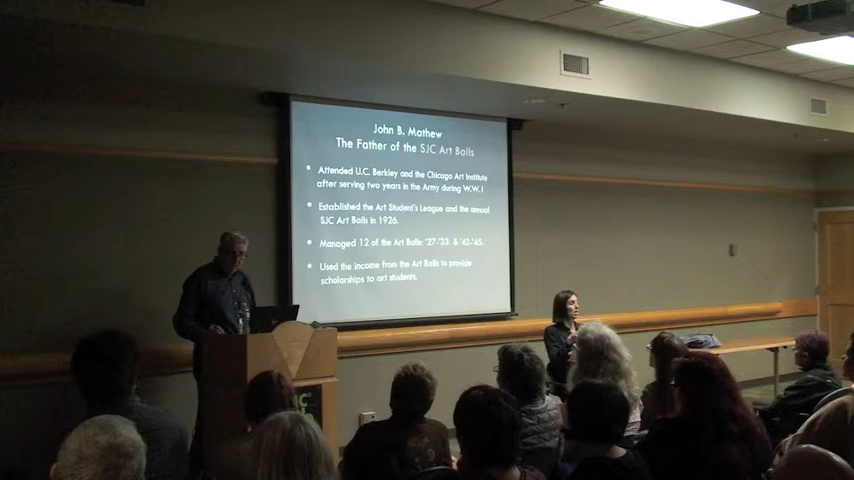 John B. Mathew
The Father of the SJC Art Balls
• Attended U.C. Berkley and the Chicago Art Institute
after serving two years in the Army during W.W. I
• Established the Art Student's League and the annual
SJC Art Balls in 1926.
• Managed 12 of the Art Balls: '27-'33 & '42-'45.
• Used the income from the Art Balls to provide
scholarships to art students.